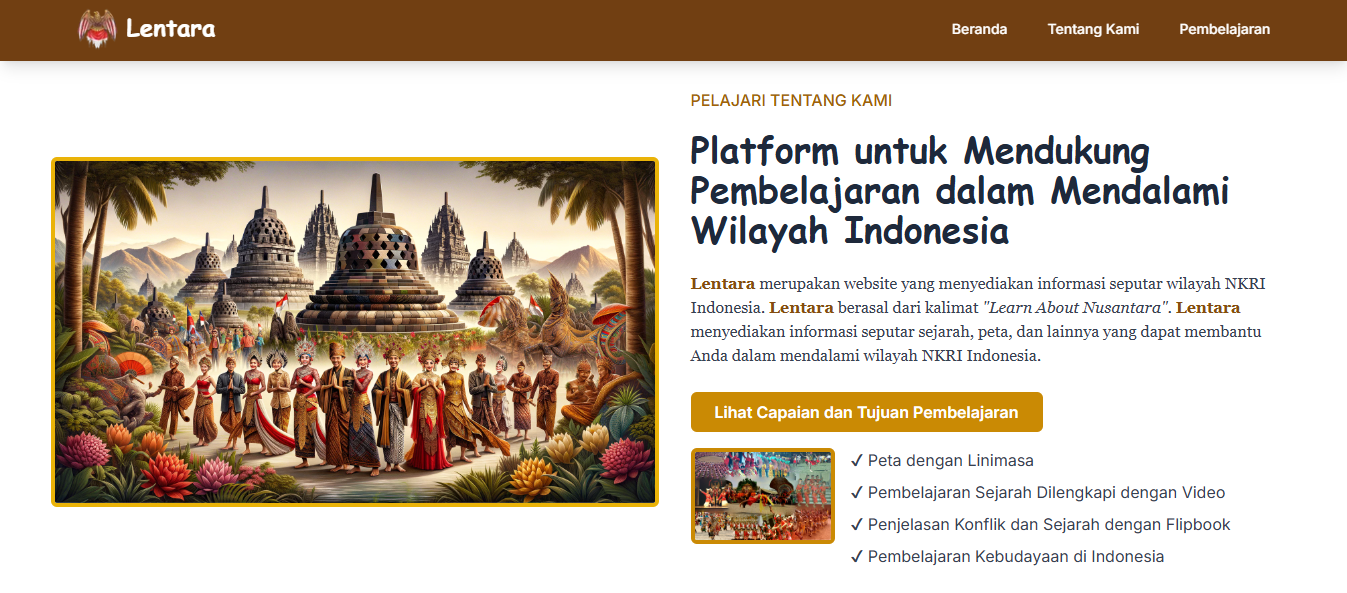 Lentara
Beranda
Tentang Kami
Pembelajaran
PELAJARI TENTANG KAMI
Platform untuk Mendukung
Pembelajaran dalam Mendalami
Wilayah Indonesia
Lentara merupakan website yang menyediakan informasi seputar wilayah NKRI
Indonesia. Lentara berasal dari kalimat "Learn About Nusantara". Lentara
menyediakan informasi seputar sejarah, peta, dan lainnya yang dapat membantu
Anda dalam mendalami wilayah NKRI Indonesia.
Lihat Capaian dan Tujuan Pembelajaran
✓ Peta dengan Linimasa
✓ Pembelajaran Sejarah Dilengkapi dengan Video
✓ Penjelasan Konflik dan Sejarah dengan Flipbook
✓ Pembelajaran Kebudayaan di Indonesia